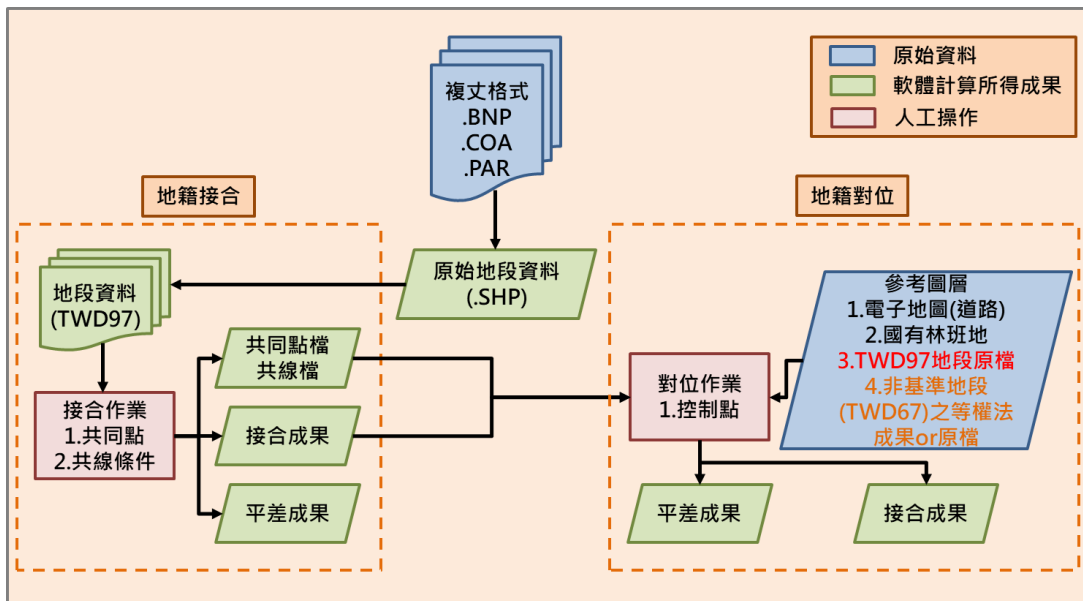 複丈格式
.BNP
.COA
.PAR
原始資料
軟體計算所得成果
人工操作
地籍接合
地籍對位
地段資料
(TWD97)
原始地段資料
(.SHP)
接合作業
1.共同點
2.共線條件
共同點檔
共線檔
接合成果
平差成果
對位作業
1.控制點
參考圖層
1.電子地圖(道路)
2.國有林班地
3.TWD97地段原檔
4.非基準地段
(TWD67)之等權法
成果or原檔
平差成果
接合成果